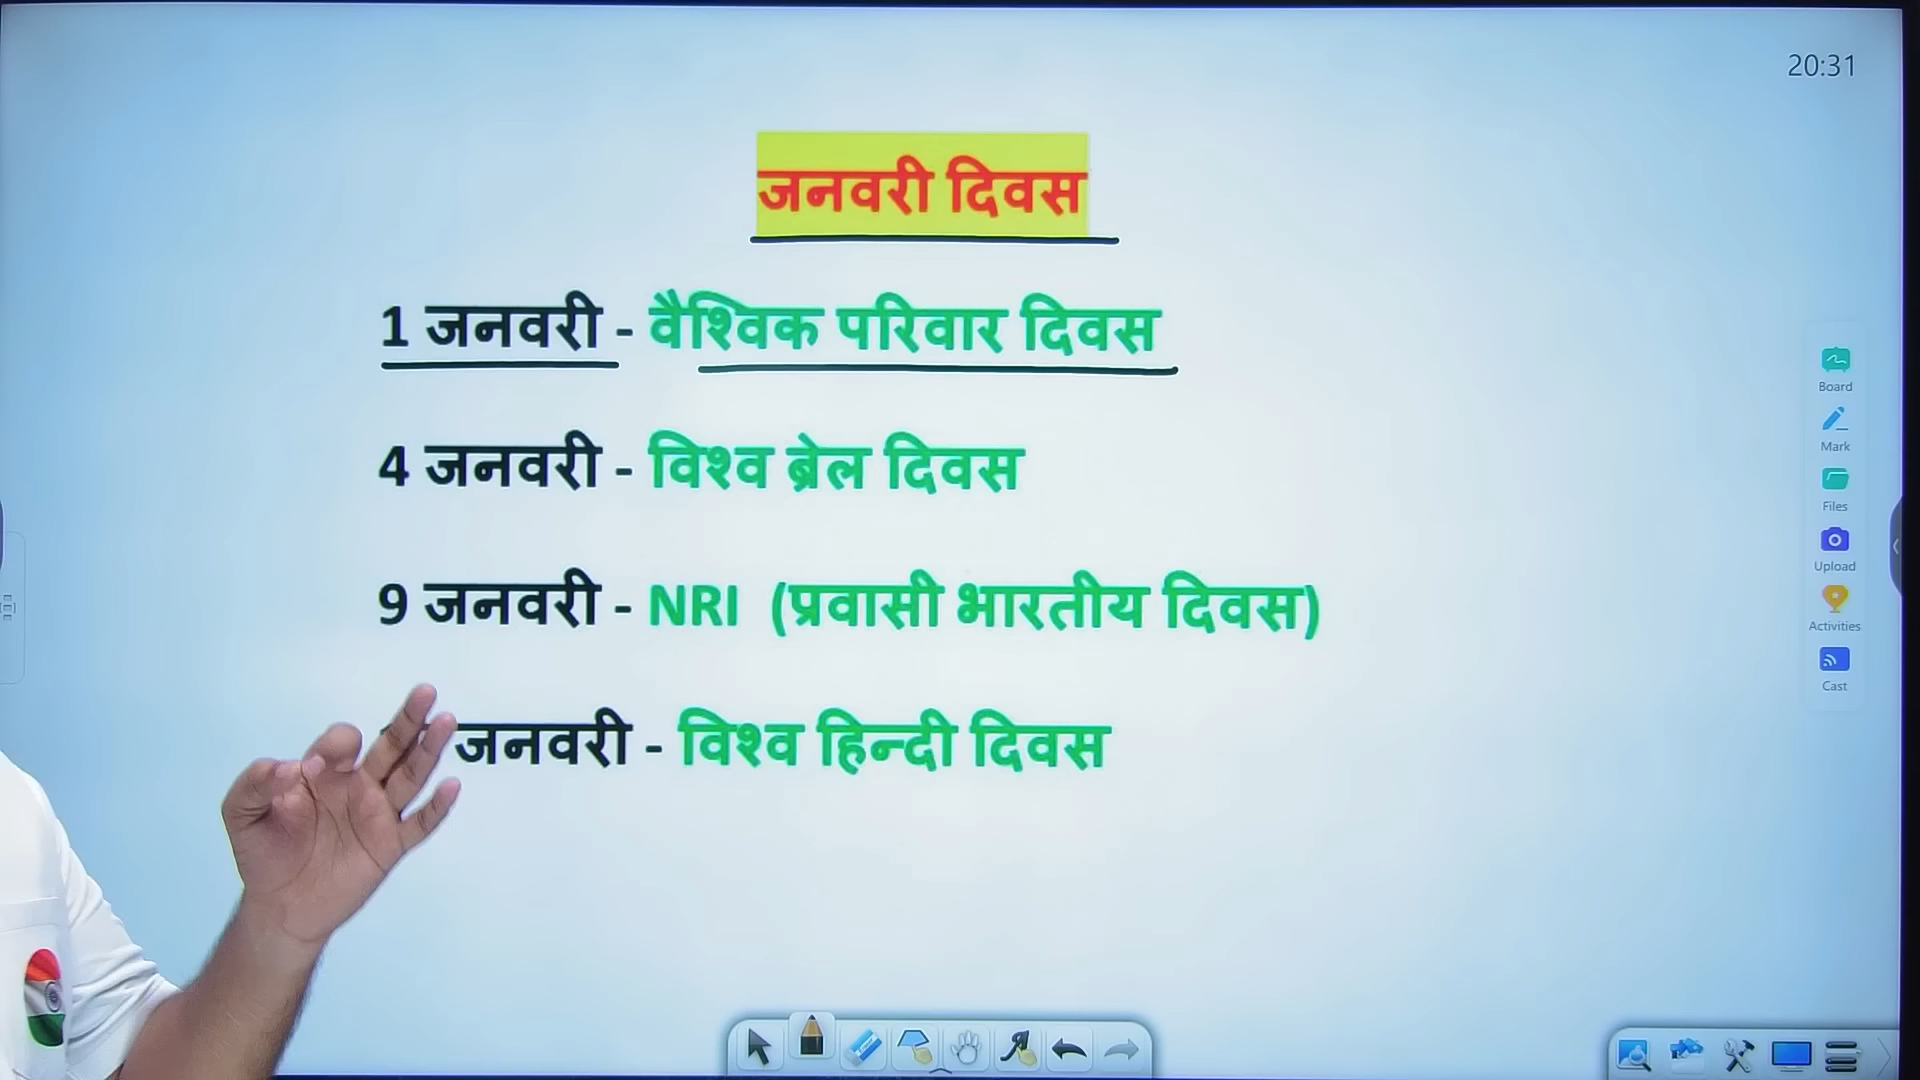 20:31
जनवरी दिवस
1 जनवरी - वैश्विक परिवार दिवस
4 जनवरी - विश्व ब्रेल दिवस
9 जनवरी - NRI (प्रवासी भारतीय दिवस)
जनवरी - विश्व हिन्दी दिवस
Board
Mark
Files
Upload
Activities
Cast